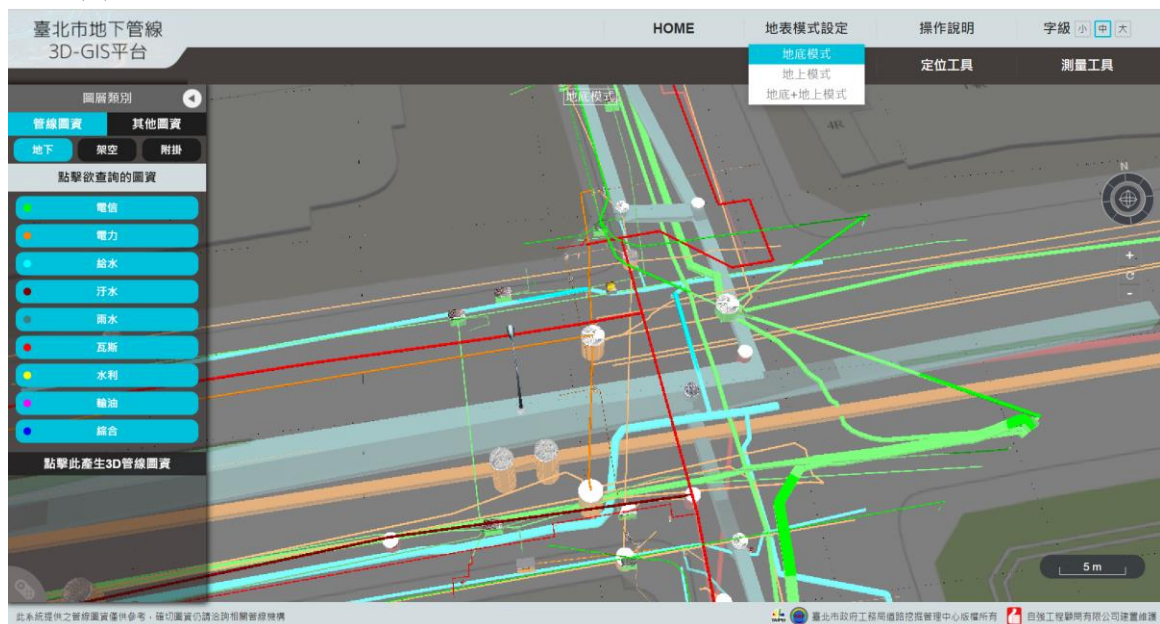 臺北市地下管線
3D-GIS平台
HOME
地表模式設定
操作說明
字級 小 中 大
地底模式
地上模式
地底+地上模式
定位工具
測量工具
圖層類別
管線圖資
其他圖資
地下
架空
附掛
點擊欲查詢的圖資
電信
電力
給水
汙水
雨水
瓦斯
水利
輸油
綜合
點擊此產生3D管線圖資
地底模式
4R
N
+
-
5 m
此系統提供之管線圖資僅供參考，確切圖資仍請洽詢相關管線機構
TAIPEI
臺北市政府工務局道路挖掘管理中心版權所有
自強工程顧問有限公司建置維護